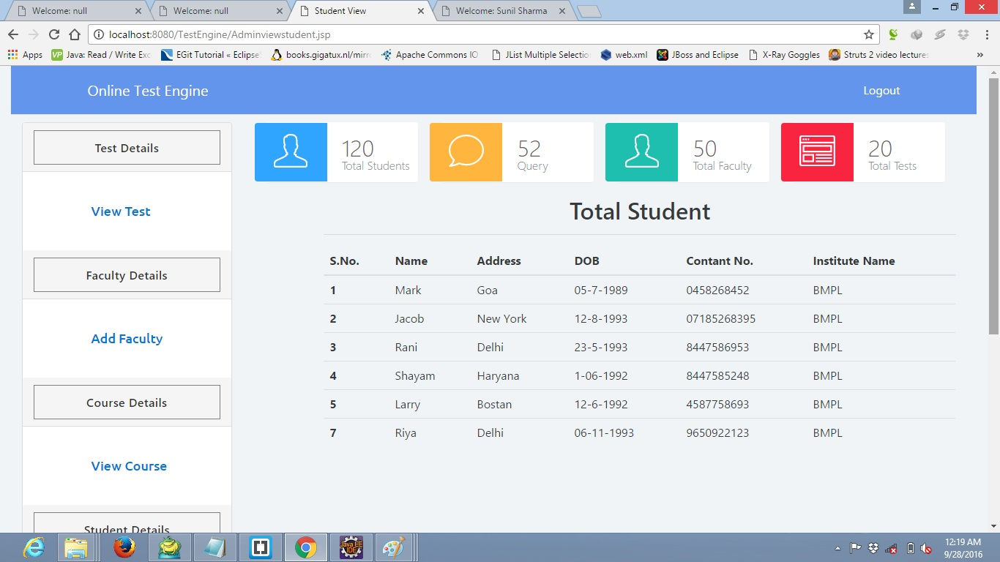 Welcome: null
Welcome: null
Student View
Welcome: Sunil Sharma
localhost:8080/TestEngine/Adminviewstudent.jsp
Apps
VP Java: Read / Write Exc
EGit Tutorial « Eclipse
books.gigatux.nl/mirr
Apache Commons IO
JList Multiple Selectio
web.xml
JBoss and Eclipse
X-Ray Goggles
Struts 2 video lectures
»
Online Test Engine
Logout
Test Details
View Test
Faculty Details
Add Faculty
Course Details
View Course
Student Details
120
Total Students
52
Query
50
Total Faculty
20
Total Tests
Total Student
S.No. Name Address DOB Contant No. Institute Name
1 Mark Goa 05-7-1989 0458268452 BMPL
2 Jacob New York 12-8-1993 07185268395 BMPL
3 Rani Delhi 23-5-1993 8447586953 BMPL
4 Shayam Haryana 1-06-1992 8447585248 BMPL
5 Larry Bostan 12-6-1992 4587758693 BMPL
7 Riya Delhi 06-11-1993 9650922123 BMPL
Java EE
IDE
12:19 AM
9/28/2016